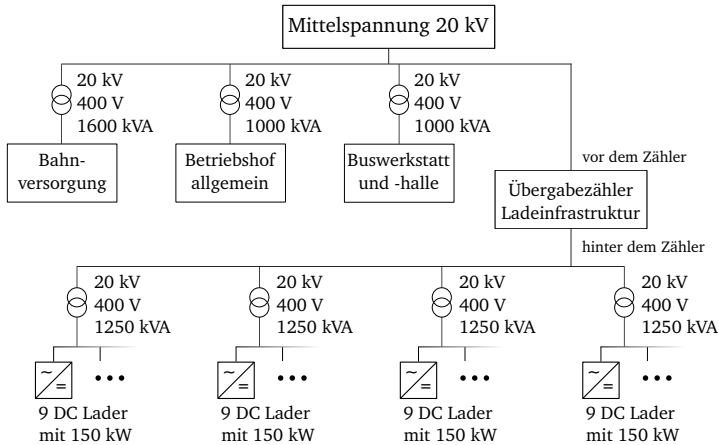 Mittelspannung 20 kV
20 kV
400 V
1600 kVA
20 kV
400 V
1000 kVA
20 kV
400 V
1000 kVA
Bahn-
versorgung
Betriebshof
allgemein
Buswerkstatt
und -halle
vor dem Zähler
Übergabezähler
Ladeinfrastruktur
hinter dem Zähler
20 kV
400 V
1250 kVA
20 kV
400 V
1250 kVA
20 kV
400 V
1250 kVA
20 kV
400 V
1250 kVA
~
=
•••
~
=
•••
~
=
•••
~
=
•••
9 DC Lader
mit 150 kW
9 DC Lader
mit 150 kW
9 DC Lader
mit 150 kW
9 DC Lader
mit 150 kW